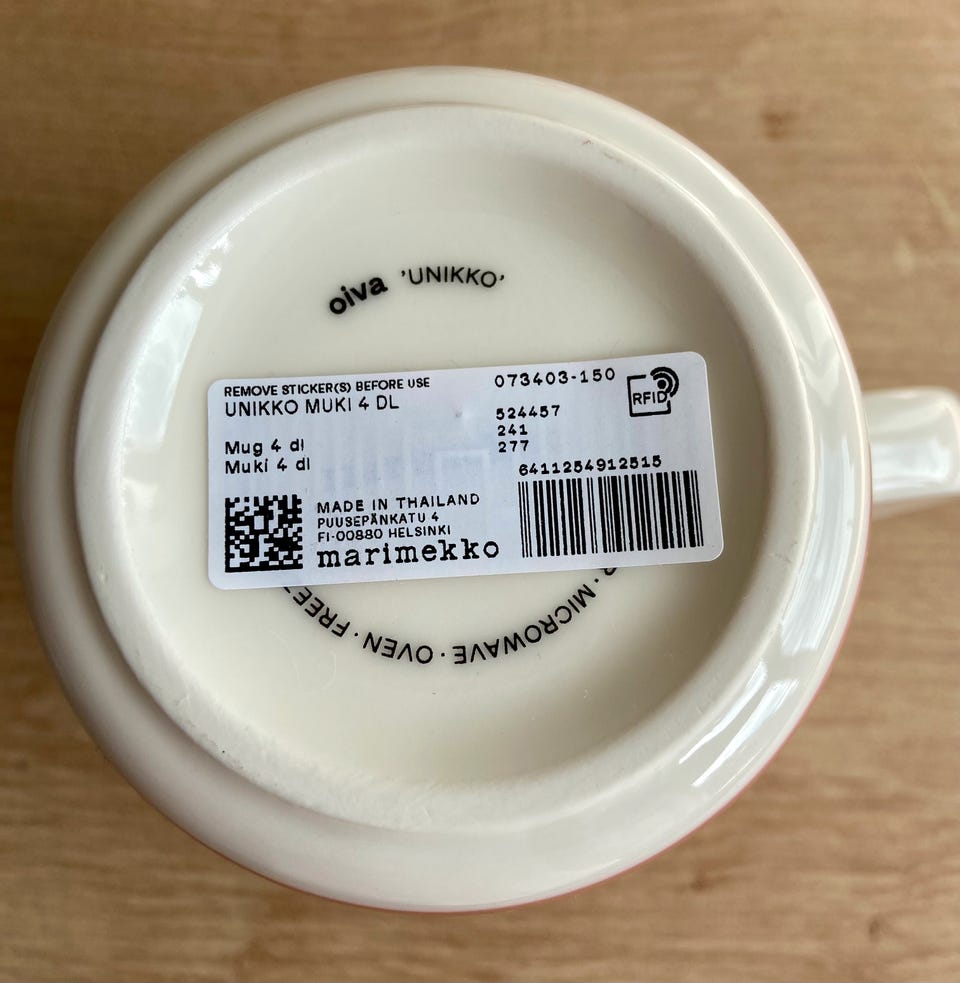 oiva 'UNIKKO'
REMOVE STICKER(S) BEFORE USE
UNIKKO MUKI 4 DL
Mug 4 dl
Muki 4 dl
073403-150
RFID
524457
241
277
6411254912515
MADE IN THAILAND
PUUSEPÄNKATU 4
FI-00880 HELSINKI
marimekko
· MICROWAVE · OVEN ·